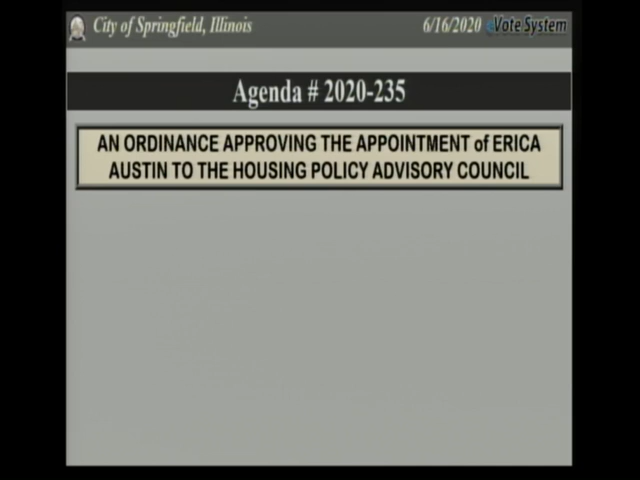 City of Springfield, Illinois 6/16/2020 eVote System
Agenda # 2020-235
AN ORDINANCE APPROVING THE APPOINTMENT of ERICA
AUSTIN TO THE HOUSING POLICY ADVISORY COUNCIL